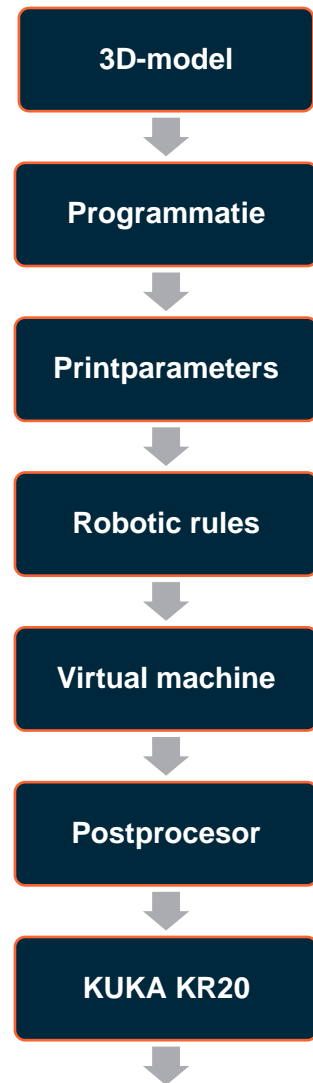 3D-model
Programmatie
Printparameters
Robotic rules
Virtual machine
Postprocesor
KUKA KR20